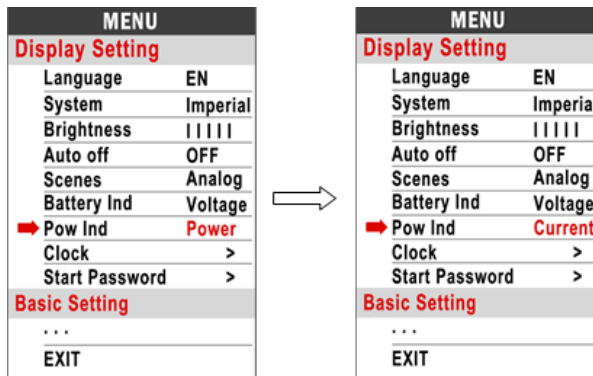 MENU
Display Setting
Language EN
System Imperial
Brightness | | | | |
Auto off OFF
Scenes Analog
Battery Ind Voltage
Pow Ind Power
Clock >
Start Password >
Basic Setting
. . .
EXIT
MENU
Display Setting
Language EN
System Imperia
Brightness | | | | |
Auto off OFF
Scenes Analog
Battery Ind Voltage
Pow Ind Current
Clock >
Start Password >
Basic Setting
. . .
EXIT